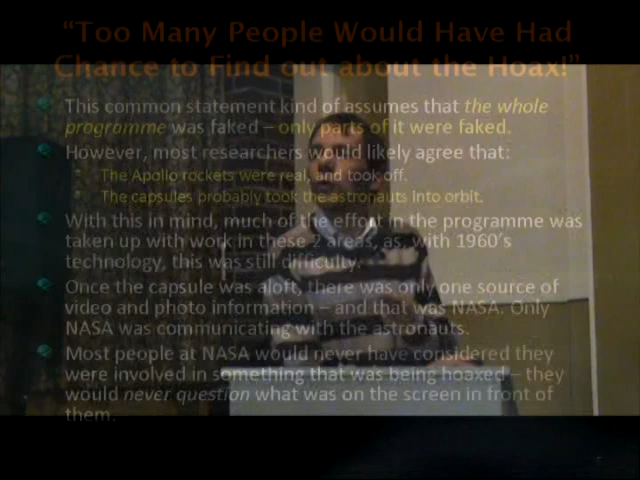 “Too Many People Would Have Had
Chance to Find out about the Hoax!”
This common statement kind of assumes that the whole
programme was faked – only parts of it were faked.
However, most researchers would likely agree that:
The Apollo rockets were real, and took off.
The capsules probably took the astronauts into orbit.
With this in mind, much of the effort in the programme was
taken up with work in these 2 areas, as, with 1960’s
technology, this was still difficulty.
Once the capsule was aloft, there was only one source of
video and photo information – and that was NASA. Only
NASA was communicating with the astronauts.
Most people at NASA would never have considered they
were involved in something that was being hoaxed – they
would never question what was on the screen in front of
them.